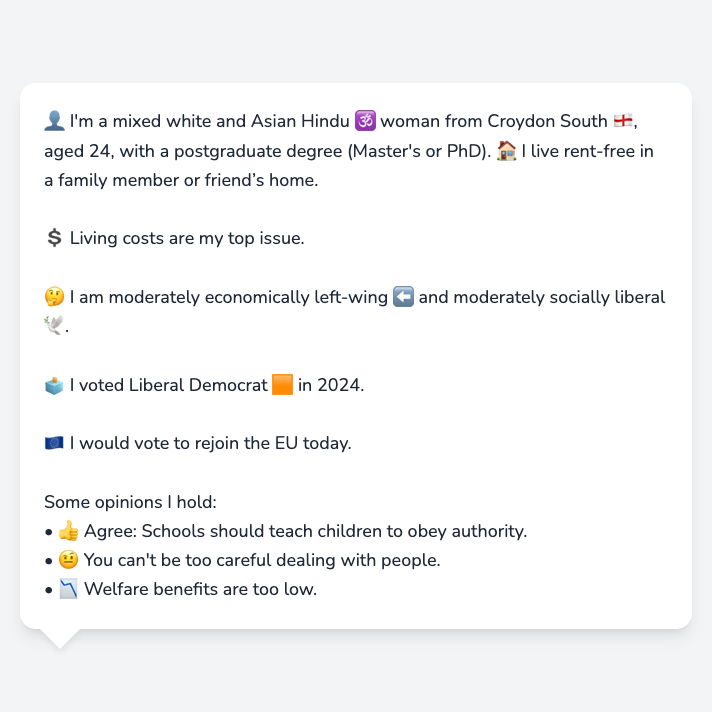 👤 I'm a mixed white and Asian Hindu 🕉️ woman from Croydon South 🏴󠁧󠁢󠁥󠁮󠁧󠁿,
aged 24, with a postgraduate degree (Master's or PhD). 🏠 I live rent-free in
a family member or friend’s home.
💲 Living costs are my top issue.
🤔 I am moderately economically left-wing ⬅️ and moderately socially liberal
🕊️.
🗳️ I voted Liberal Democrat 🟧 in 2024.
🇪🇺 I would vote to rejoin the EU today.
Some opinions I hold:
• 👍 Agree: Schools should teach children to obey authority.
• 🤨 You can't be too careful dealing with people.
• 📉 Welfare benefits are too low.